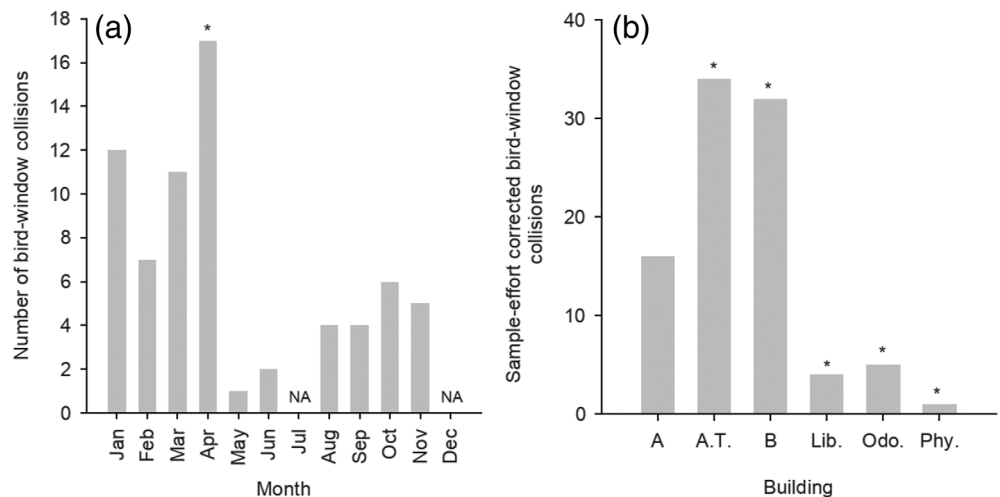 (a)
Number of bird-window collisions
18
16
14
12
10
8
6
4
2
0
*
NA
NA
Jan
Feb
Mar
Apr
May
Jun
Jul
Aug
Sep
Oct
Nov
Dec
Month
(b)
Sample-effort corrected bird-window
collisions
40
30
20
10
0
*
*
*
*
*
A
A.T.
B
Lib.
Odo.
Phy.
Building